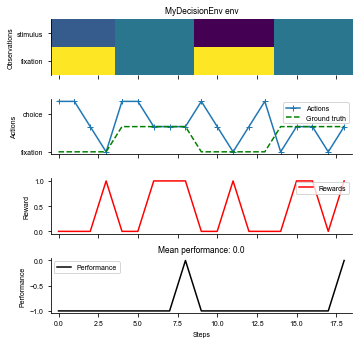 MyDecisionEnv env
Observations
stimulus
fixation
Actions
choice
fixation
Actions
Ground truth
Reward
1.0
0.5
0.0
Rewards
Mean performance: 0.0
Performance
0.0
−0.5
−1.0
Performance
0.0 2.5 5.0 7.5 10.0 12.5 15.0 17.5
Steps